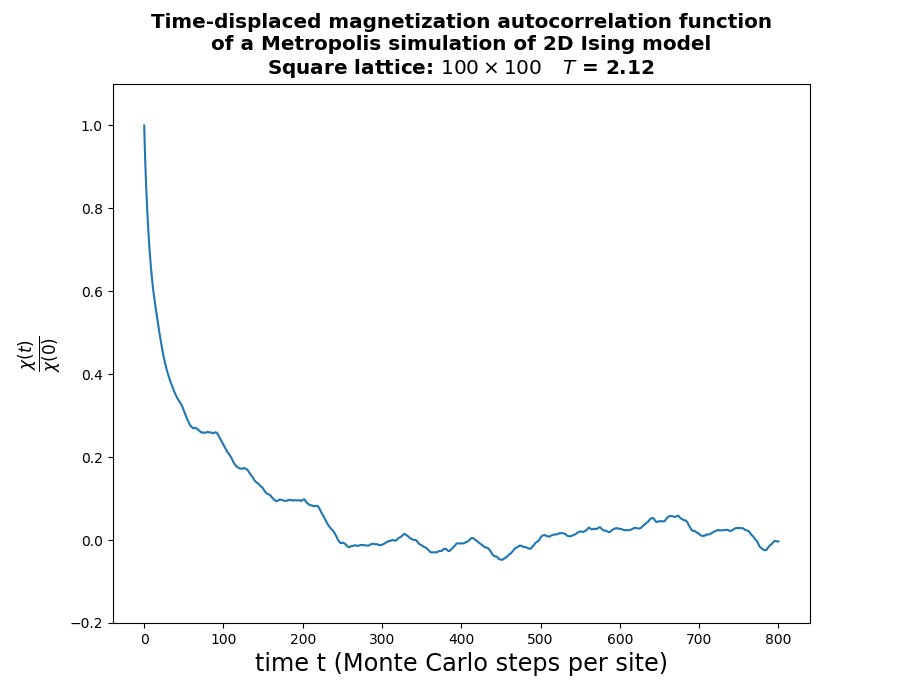 Time-displaced magnetization autocorrelation function
of a Metropolis simulation of 2D Ising model
Square lattice: 100 × 100 T = 2.12
χ(t)
χ(0)
1.0
0.8
0.6
0.4
0.2
0.0
−0.2
0 100 200 300 400 500 600 700 800
time t (Monte Carlo steps per site)